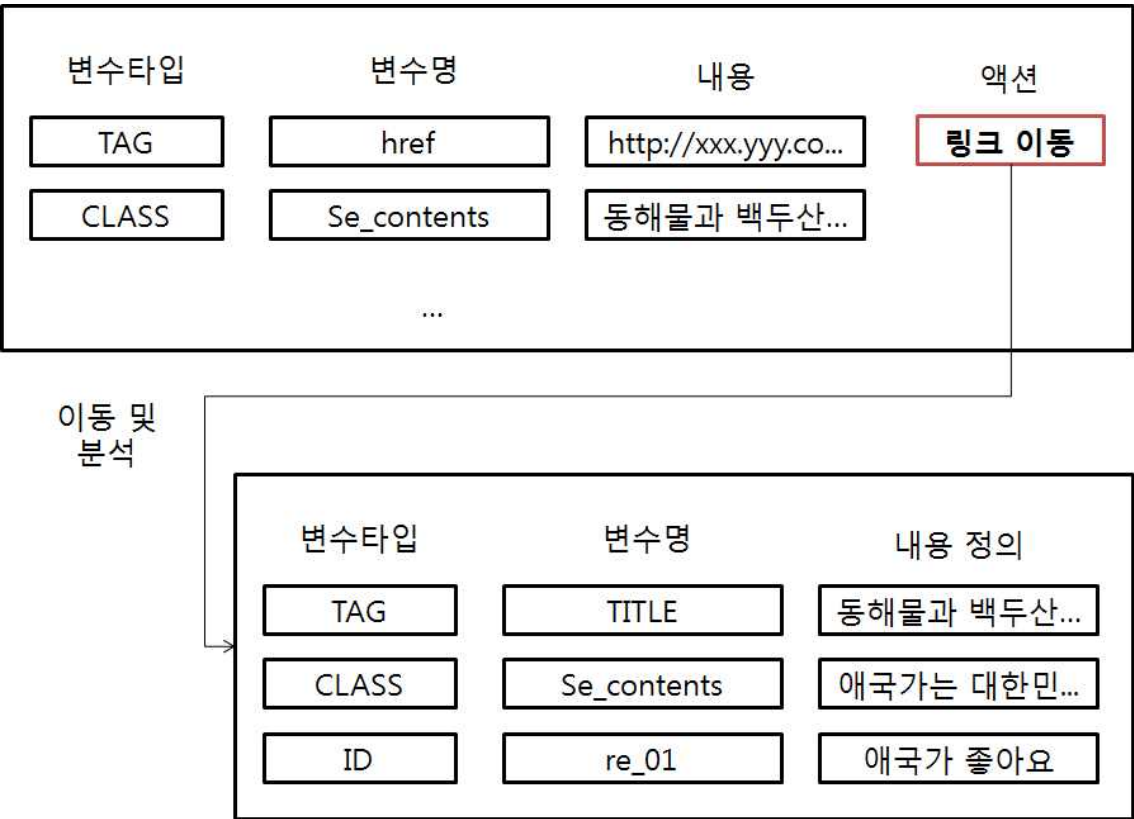 변수타입 변수명 내용 액션
TAG href http://xxx.yyy.co... 링크 이동
CLASS Se_contents 동해물과 백두산...
...
이동 및
분석
변수타입 변수명 내용 정의
TAG TITLE 동해물과 백두산...
CLASS Se_contents 애국가는 대한민...
ID re_01 애국가 좋아요